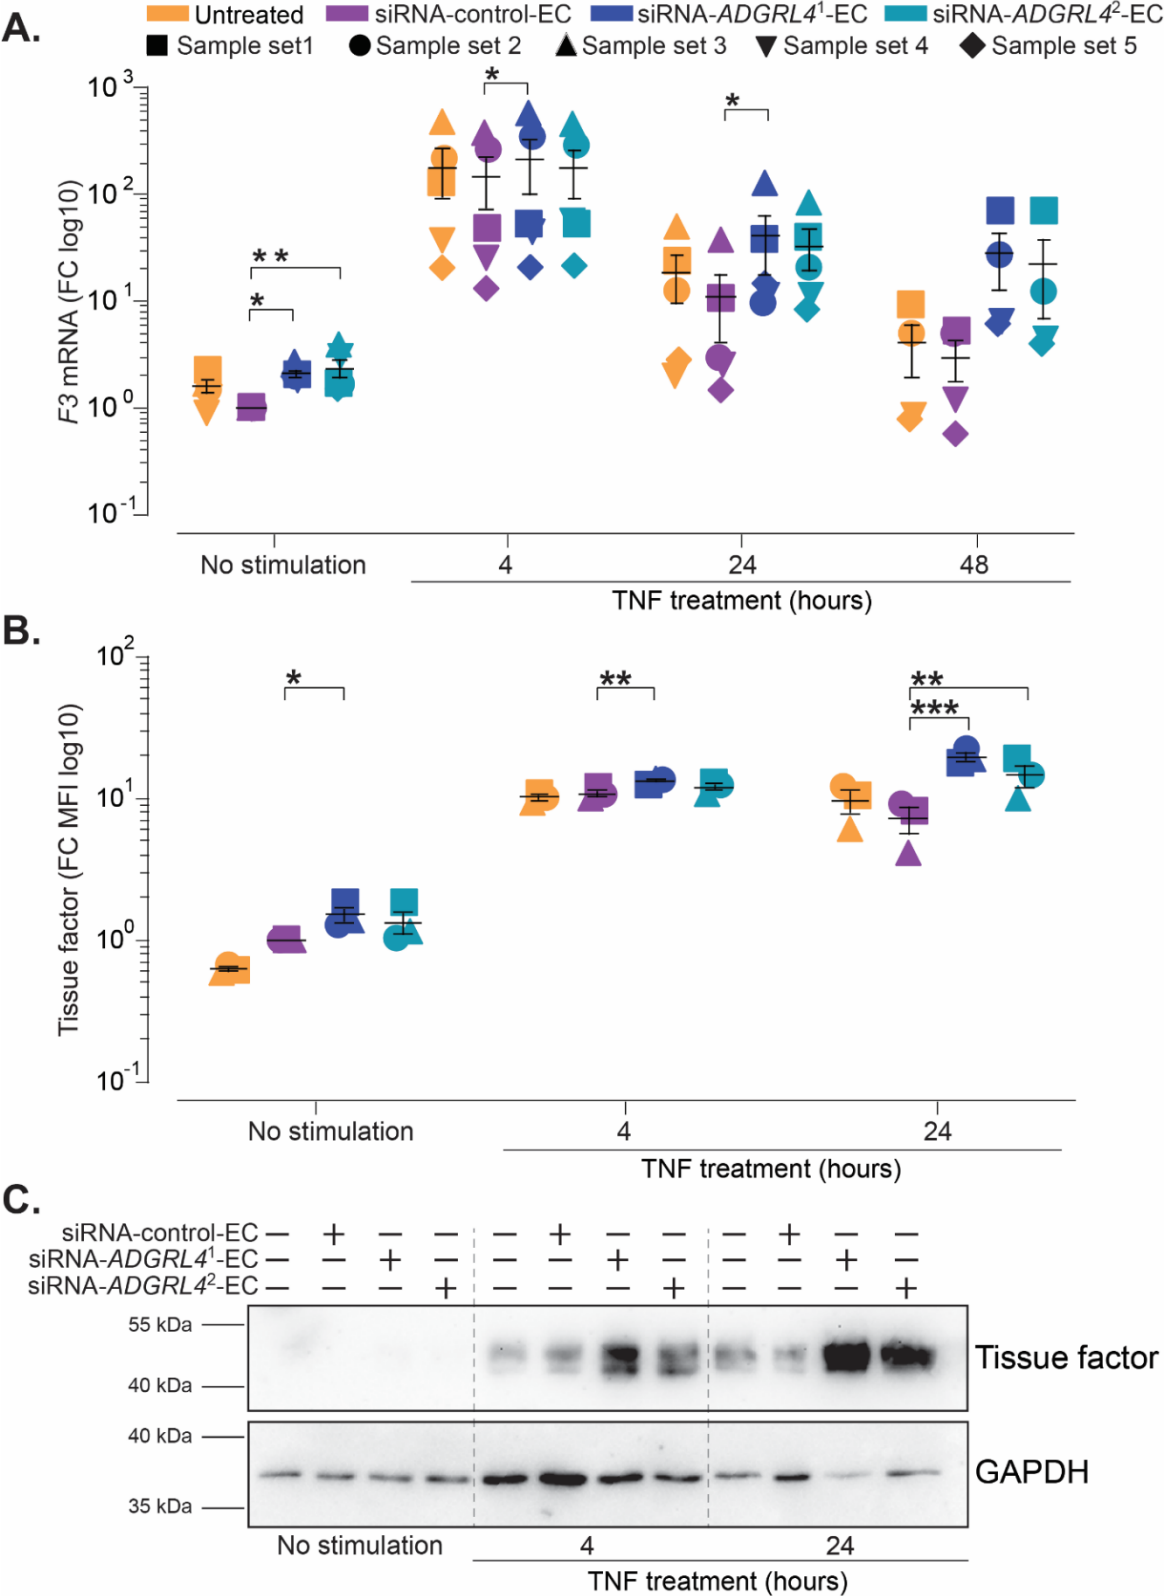 A.
Untreated siRNA-control-EC siRNA-ADGRL4¹-EC siRNA-ADGRL4²-EC
Sample set1 Sample set 2 Sample set 3 Sample set 4 Sample set 5
F3 mRNA (FC log10)
10³
10²
10¹
10⁰
10⁻¹
* ** * *
No stimulation 4 24 48
TNF treatment (hours)
B.
Tissue factor (FC MFI log10)
10²
10¹
10⁰
10⁻¹
* ** ** ***
No stimulation 4 24
TNF treatment (hours)
C.
siRNA-control-EC – + – – – + – – – + – –
siRNA-ADGRL4¹-EC – – + – – – + – – – + –
siRNA-ADGRL4²-EC – – – + – – – + – – – +
55 kDa
Tissue factor
40 kDa
40 kDa
GAPDH
35 kDa
No stimulation 4 24
TNF treatment (hours)